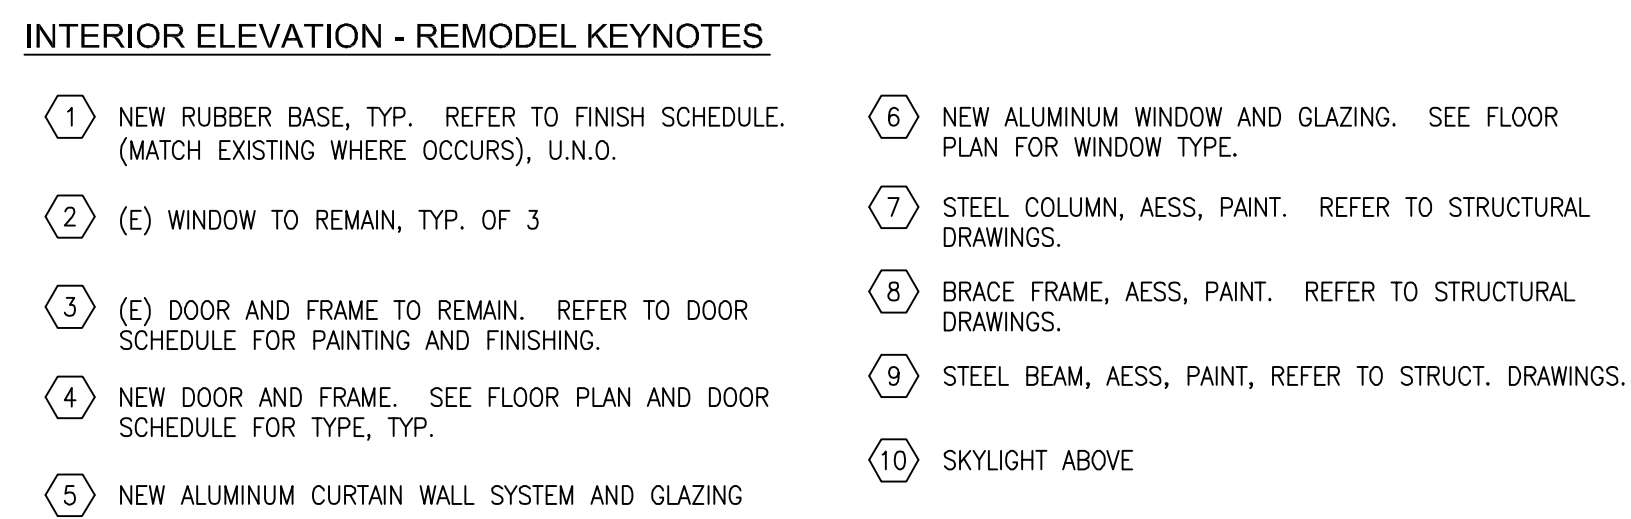 INTERIOR ELEVATION - REMODEL KEYNOTES
1 NEW RUBBER BASE, TYP. REFER TO FINISH SCHEDULE.
(MATCH EXISTING WHERE OCCURS), U.N.O.
2 (E) WINDOW TO REMAIN, TYP. OF 3
3 (E) DOOR AND FRAME TO REMAIN. REFER TO DOOR
SCHEDULE FOR PAINTING AND FINISHING.
4 NEW DOOR AND FRAME. SEE FLOOR PLAN AND DOOR
SCHEDULE FOR TYPE, TYP.
5 NEW ALUMINUM CURTAIN WALL SYSTEM AND GLAZING
6 NEW ALUMINUM WINDOW AND GLAZING. SEE FLOOR
PLAN FOR WINDOW TYPE.
7 STEEL COLUMN, AESS, PAINT. REFER TO STRUCTURAL
DRAWINGS.
8 BRACE FRAME, AESS, PAINT. REFER TO STRUCTURAL
DRAWINGS.
9 STEEL BEAM, AESS, PAINT, REFER TO STRUCT. DRAWINGS.
10 SKYLIGHT ABOVE